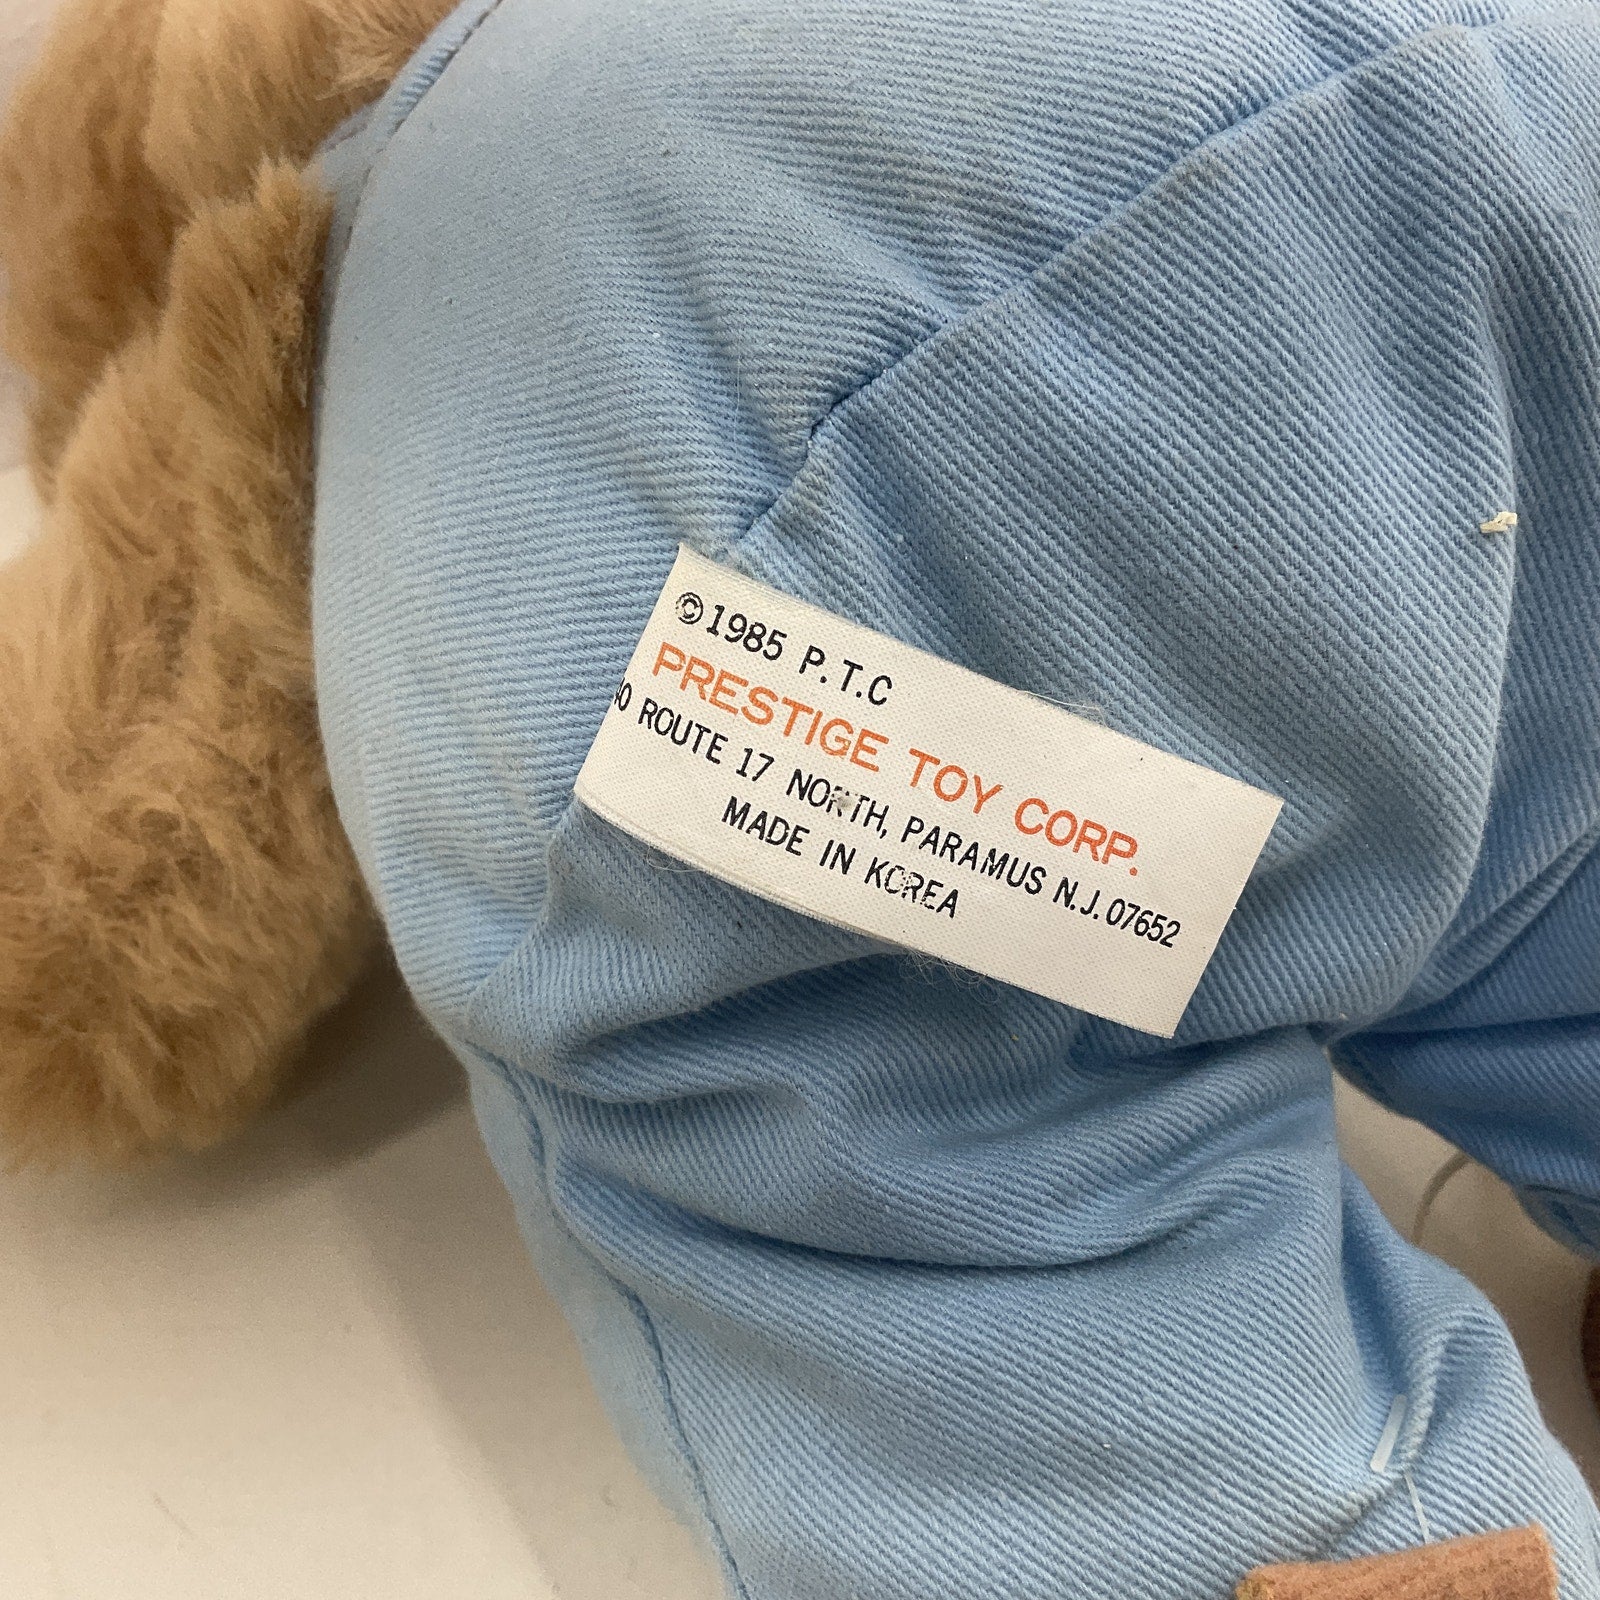 ©1985 P.T.C
PRESTIGE TOY CORP.
ROUTE 17 NORTH, PARAMUS N.J. 07652
MADE IN KOREA